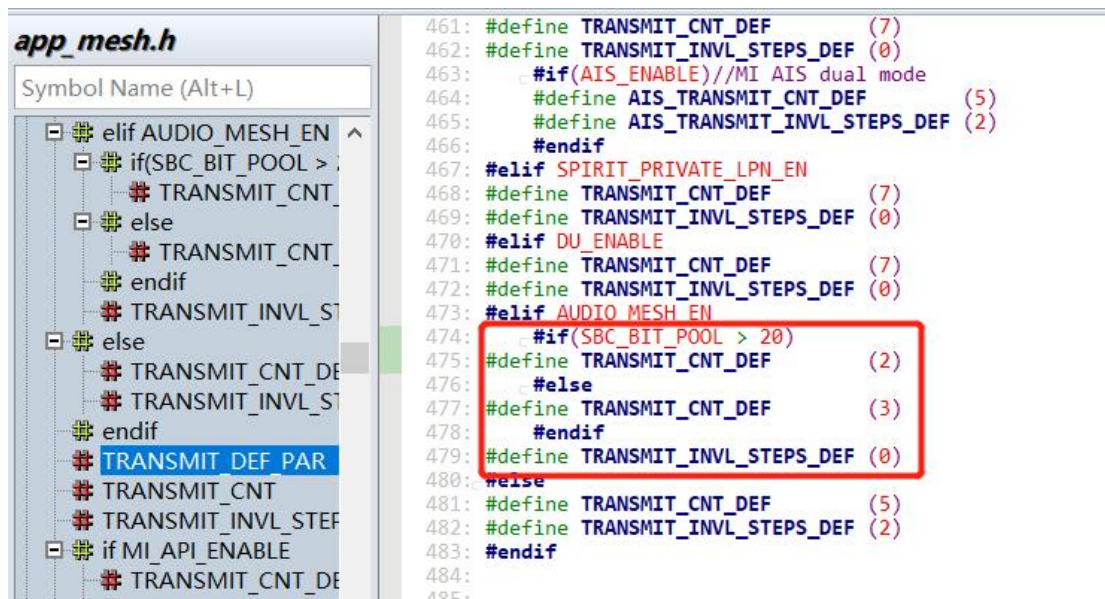 app_mesh.h
Symbol Name (Alt+L)
elif AUDIO_MESH_EN
if(SBC_BIT_POOL >
TRANSMIT_CNT_
else
TRANSMIT_CNT_
endif
TRANSMIT_INVL_ST
else
TRANSMIT_CNT_DE
TRANSMIT_INVL_ST
endif
TRANSMIT_DEF_PAR
TRANSMIT_CNT
TRANSMIT_INVL_STEP
if MI_API_ENABLE
TRANSMIT_CNT_DE
461: #define TRANSMIT_CNT_DEF (7)
462: #define TRANSMIT_INVL_STEPS_DEF (0)
463: #if(AIS_ENABLE)//MI AIS dual mode
464: #define AIS_TRANSMIT_CNT_DEF (5)
465: #define AIS_TRANSMIT_INVL_STEPS_DEF (2)
466: #endif
467: #elif SPIRIT_PRIVATE_LPN_EN
468: #define TRANSMIT_CNT_DEF (7)
469: #define TRANSMIT_INVL_STEPS_DEF (0)
470: #elif DU_ENABLE
471: #define TRANSMIT_CNT_DEF (7)
472: #define TRANSMIT_INVL_STEPS_DEF (0)
473: #elif AUDIO_MESH_EN
474: #if(SBC_BIT_POOL > 20)
475: #define TRANSMIT_CNT_DEF (2)
476: #else
477: #define TRANSMIT_CNT_DEF (3)
478: #endif
479: #define TRANSMIT_INVL_STEPS_DEF (0)
480: #else
481: #define TRANSMIT_CNT_DEF (5)
482: #define TRANSMIT_INVL_STEPS_DEF (2)
483: #endif
484:
485: